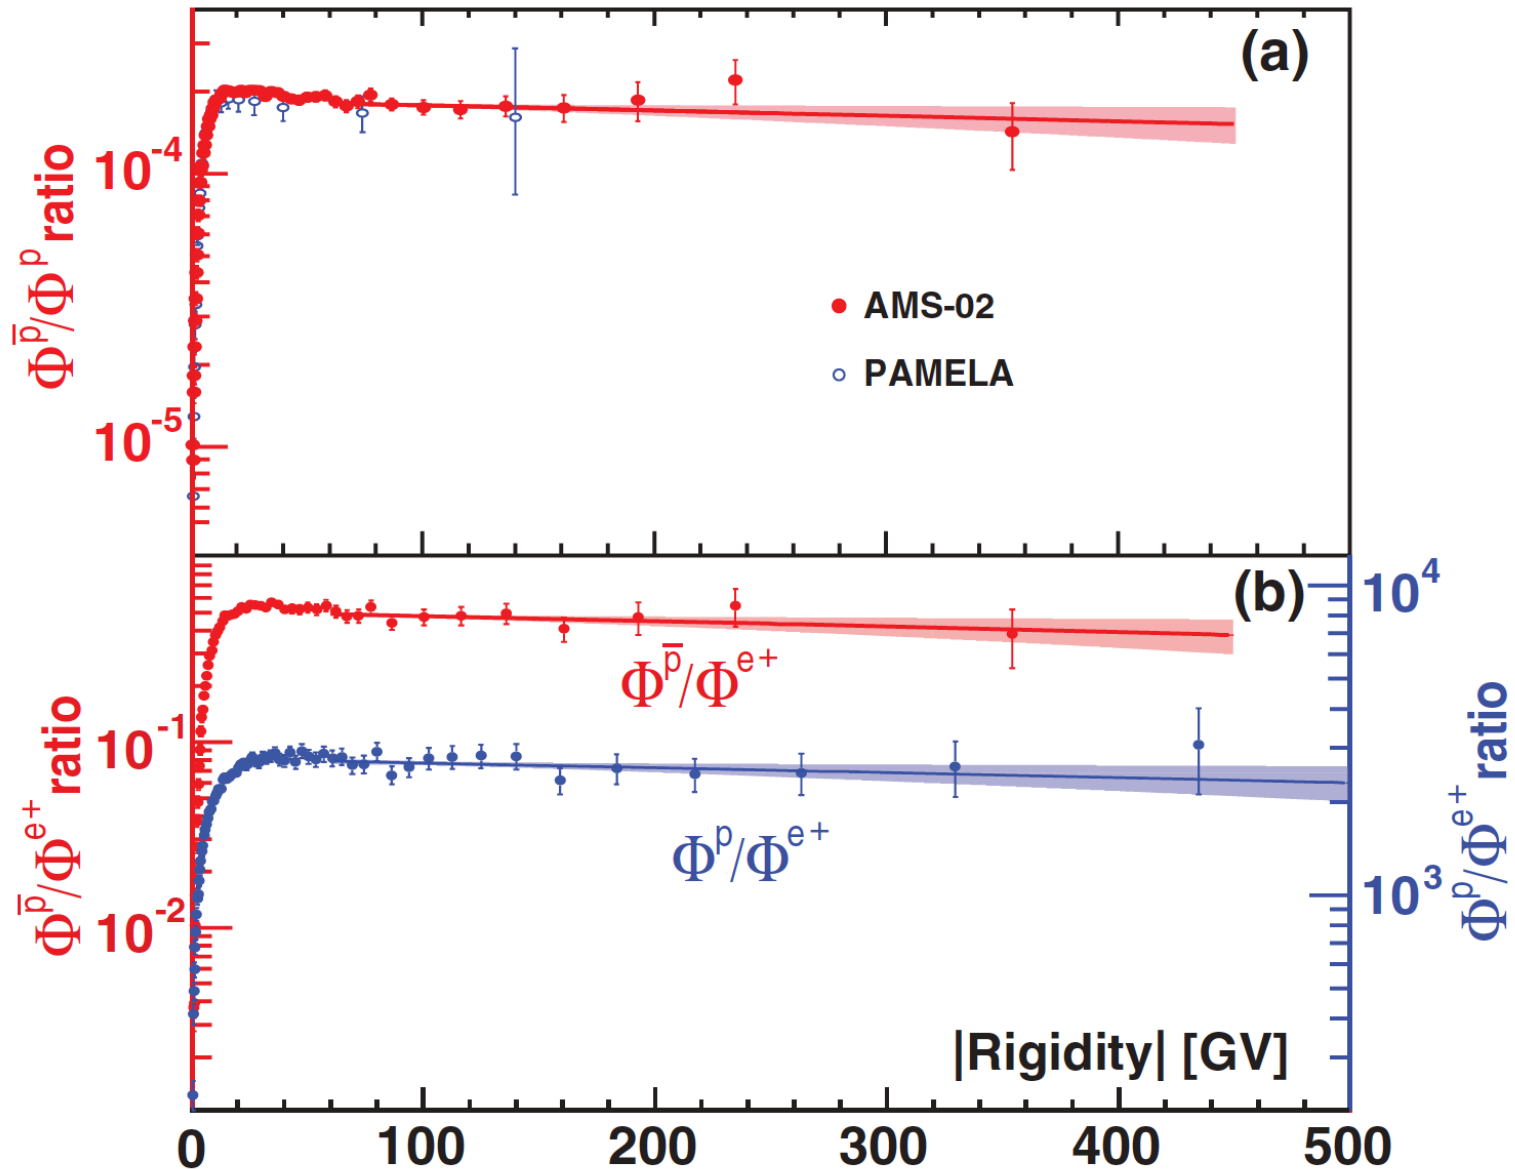 (a)
Φp̅/Φp ratio
10-4
10-5
AMS-02
PAMELA
(b)
Φp̅/Φe+ ratio
10-1
10-2
Φp̅/Φe+
Φp/Φe+
104
103
Φp/Φe+ ratio
|Rigidity| [GV]
0 100 200 300 400 500